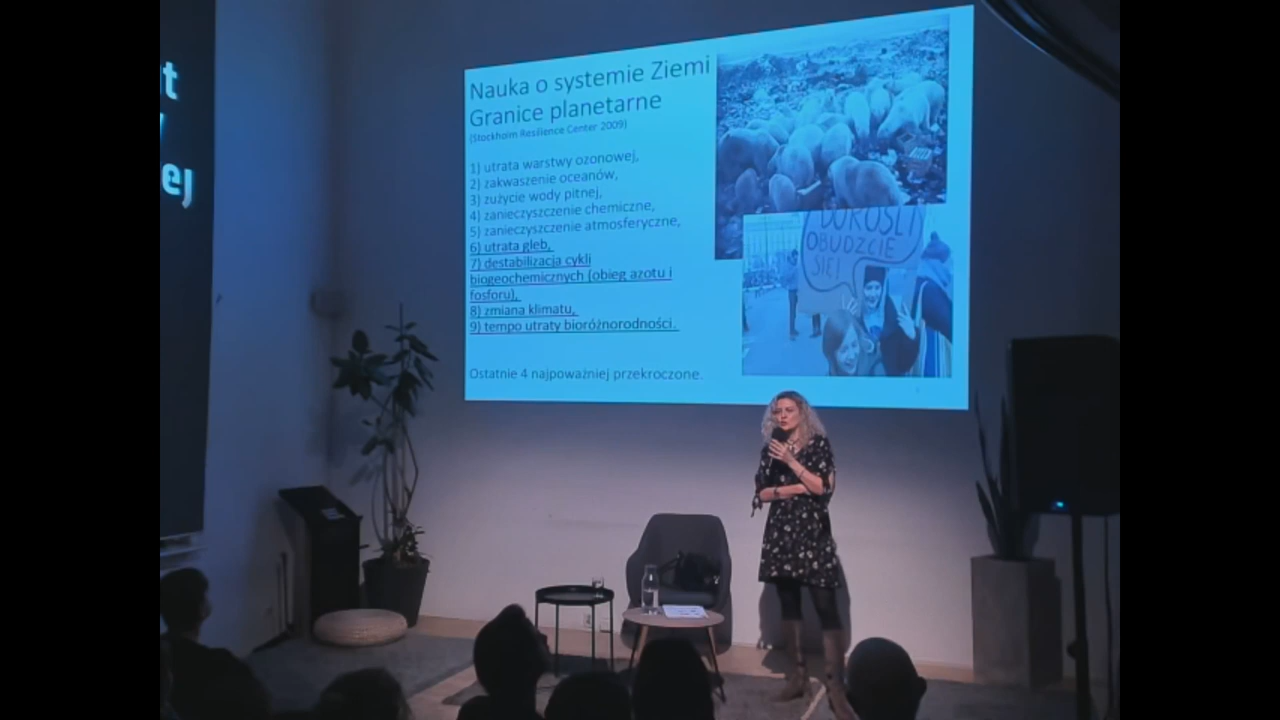 t
ej
Nauka o systemie Ziemi
Granice planetarne
(Stockholm Resilience Center 2009)
1) utrata warstwy ozonowej,
2) zakwaszenie oceanów,
3) zużycie wody pitnej,
4) zanieczyszczenie chemiczne,
5) zanieczyszczenie atmosferyczne,
6) utrata gleb,
7) destabilizacja cykli
biogeochemicznych (obieg azotu i
fosforu),
8) zmiana klimatu,
9) tempo utraty bioróżnorodności.
Ostatnie 4 najpoważniej przekroczone.
DOROŚLI
OBUDŹCIE
SIĘ!